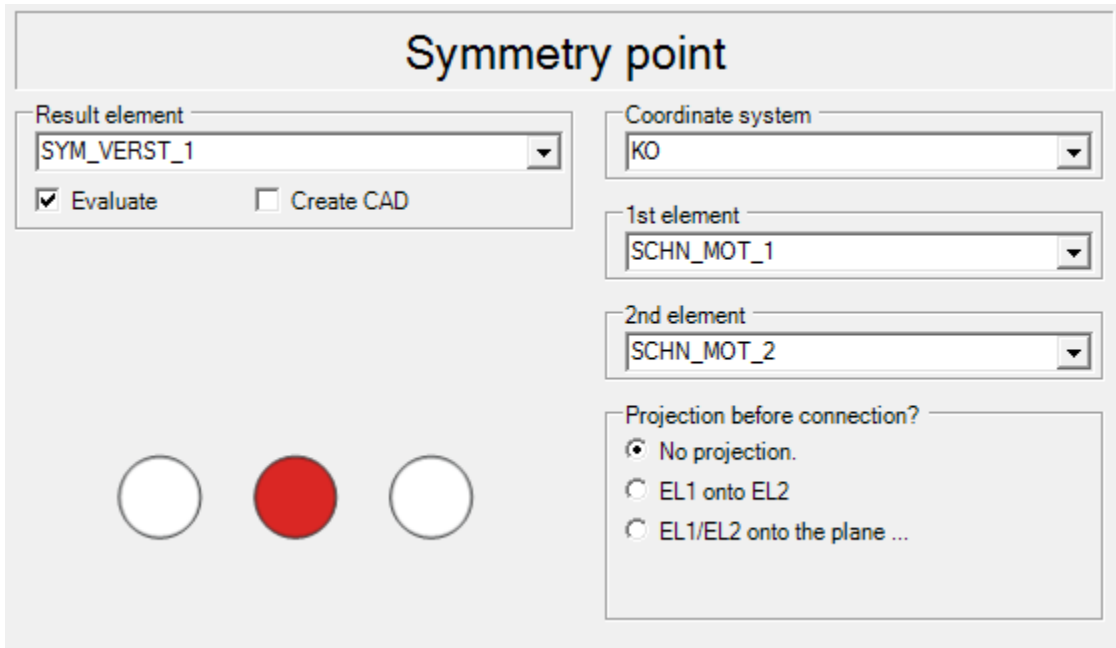 Symmetry point
Result element
SYM_VERST_1
Evaluate
Create CAD
Coordinate system
KO
1st element
SCHN_MOT_1
2nd element
SCHN_MOT_2
Projection before connection?
No projection.
EL1 onto EL2
EL1/EL2 onto the plane ...